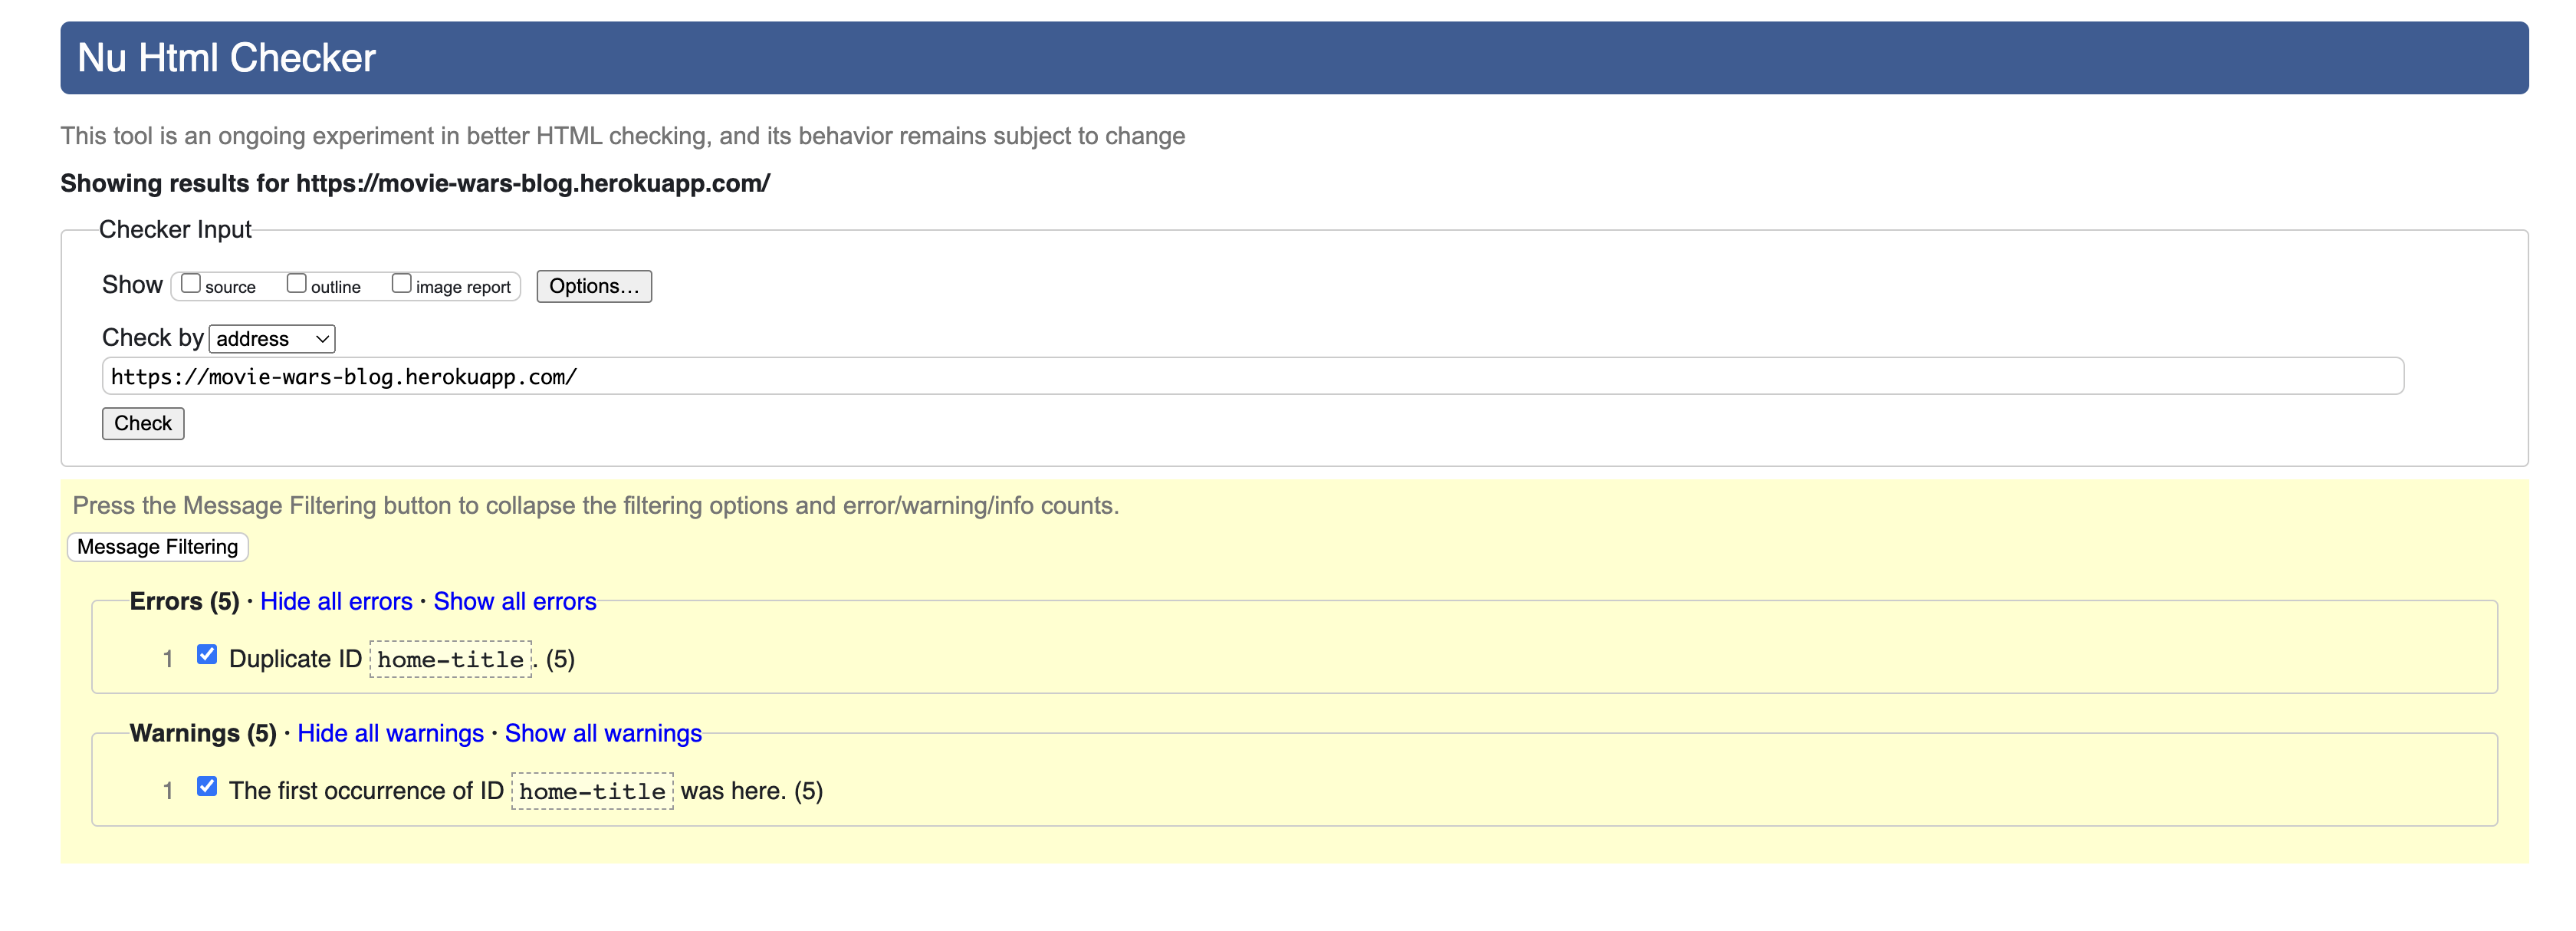 Nu Html Checker
This tool is an ongoing experiment in better HTML checking, and its behavior remains subject to change
Showing results for https://movie-wars-blog.herokuapp.com/
Checker Input
Show source outline image report Options...
Check by address
https://movie-wars-blog.herokuapp.com/
Check
Press the Message Filtering button to collapse the filtering options and error/warning/info counts.
Message Filtering
Errors (5) · Hide all errors · Show all errors
1 Duplicate ID home-title. (5)
Warnings (5) · Hide all warnings · Show all warnings
1 The first occurrence of ID home-title was here. (5)